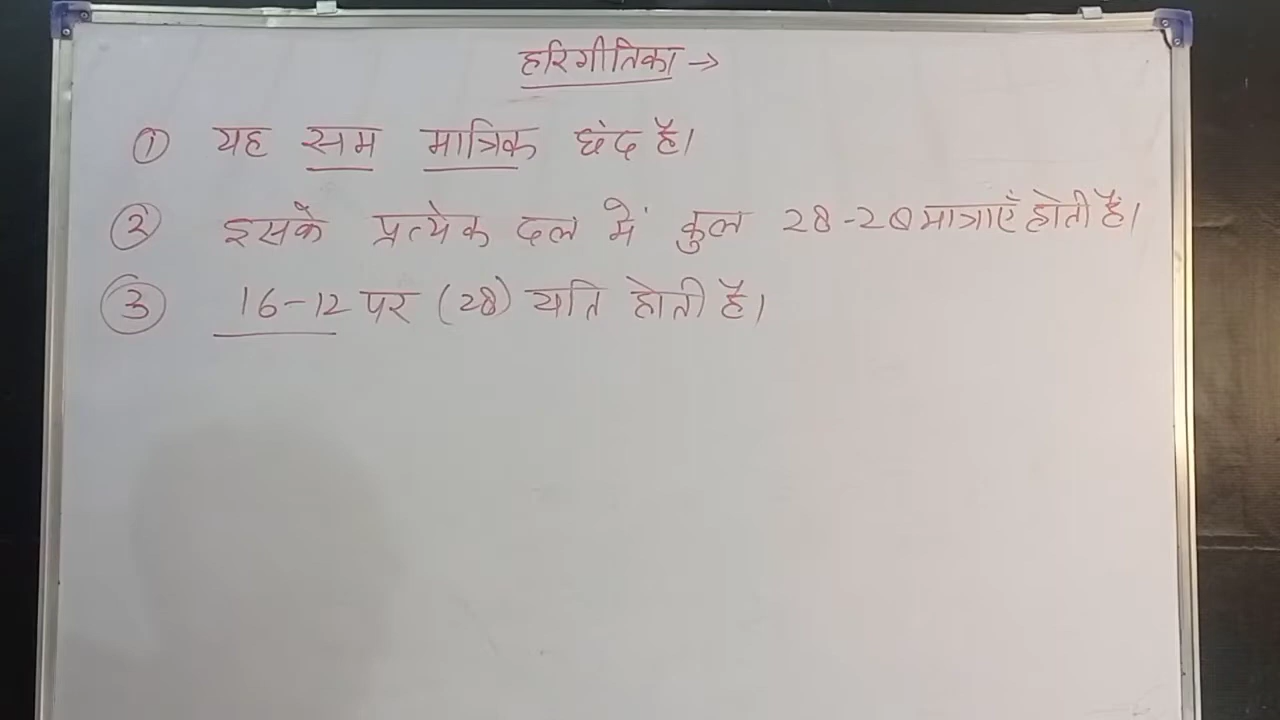 हरिगीतिका →
① यह सम मात्रिक छंद है।
② इसके प्रत्येक दल में कुल 28-28 मात्राएँ होती है।
③ 16-12 पर (28) यति होती है।